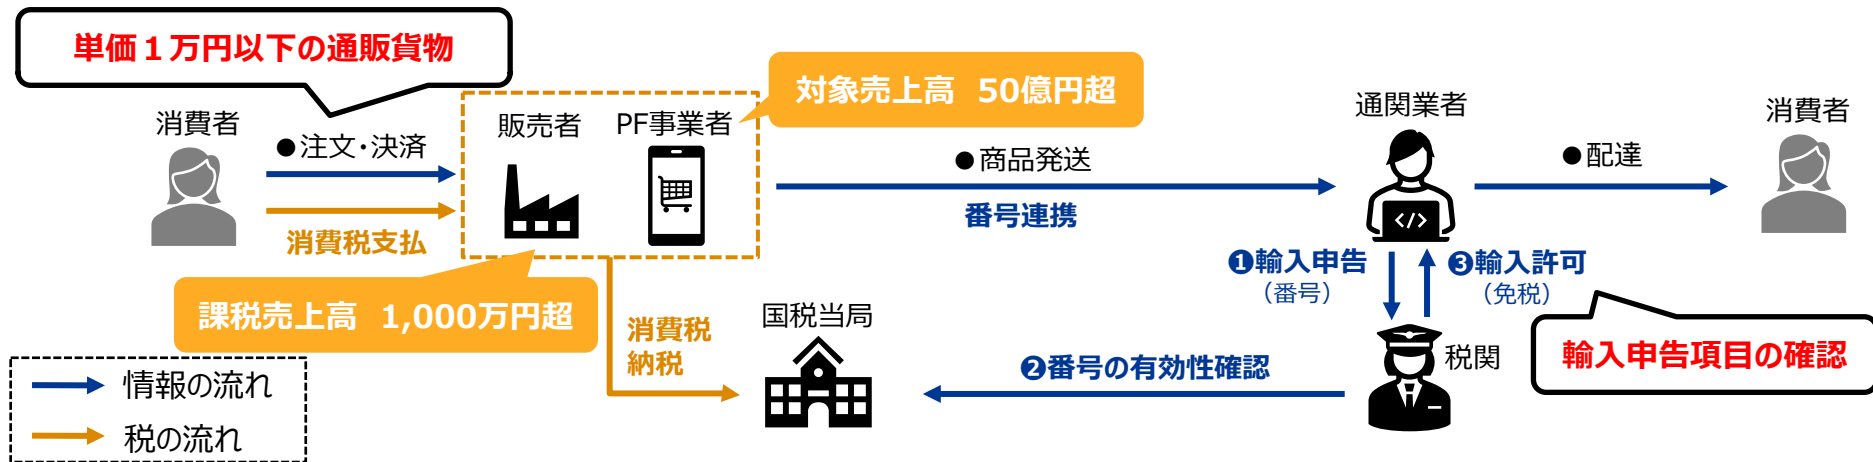 単価１万円以下の通販貨物
対象売上高 50億円超
消費者
●注文・決済
消費税支払
販売者
PF事業者
●商品発送
番号連携
通関業者
●配達
消費者
課税売上高 1,000万円超
消費税
納税
国税当局
❶輸入申告
（番号）
❸輸入許可
（免税）
❷番号の有効性確認
税関
輸入申告項目の確認
情報の流れ
税の流れ